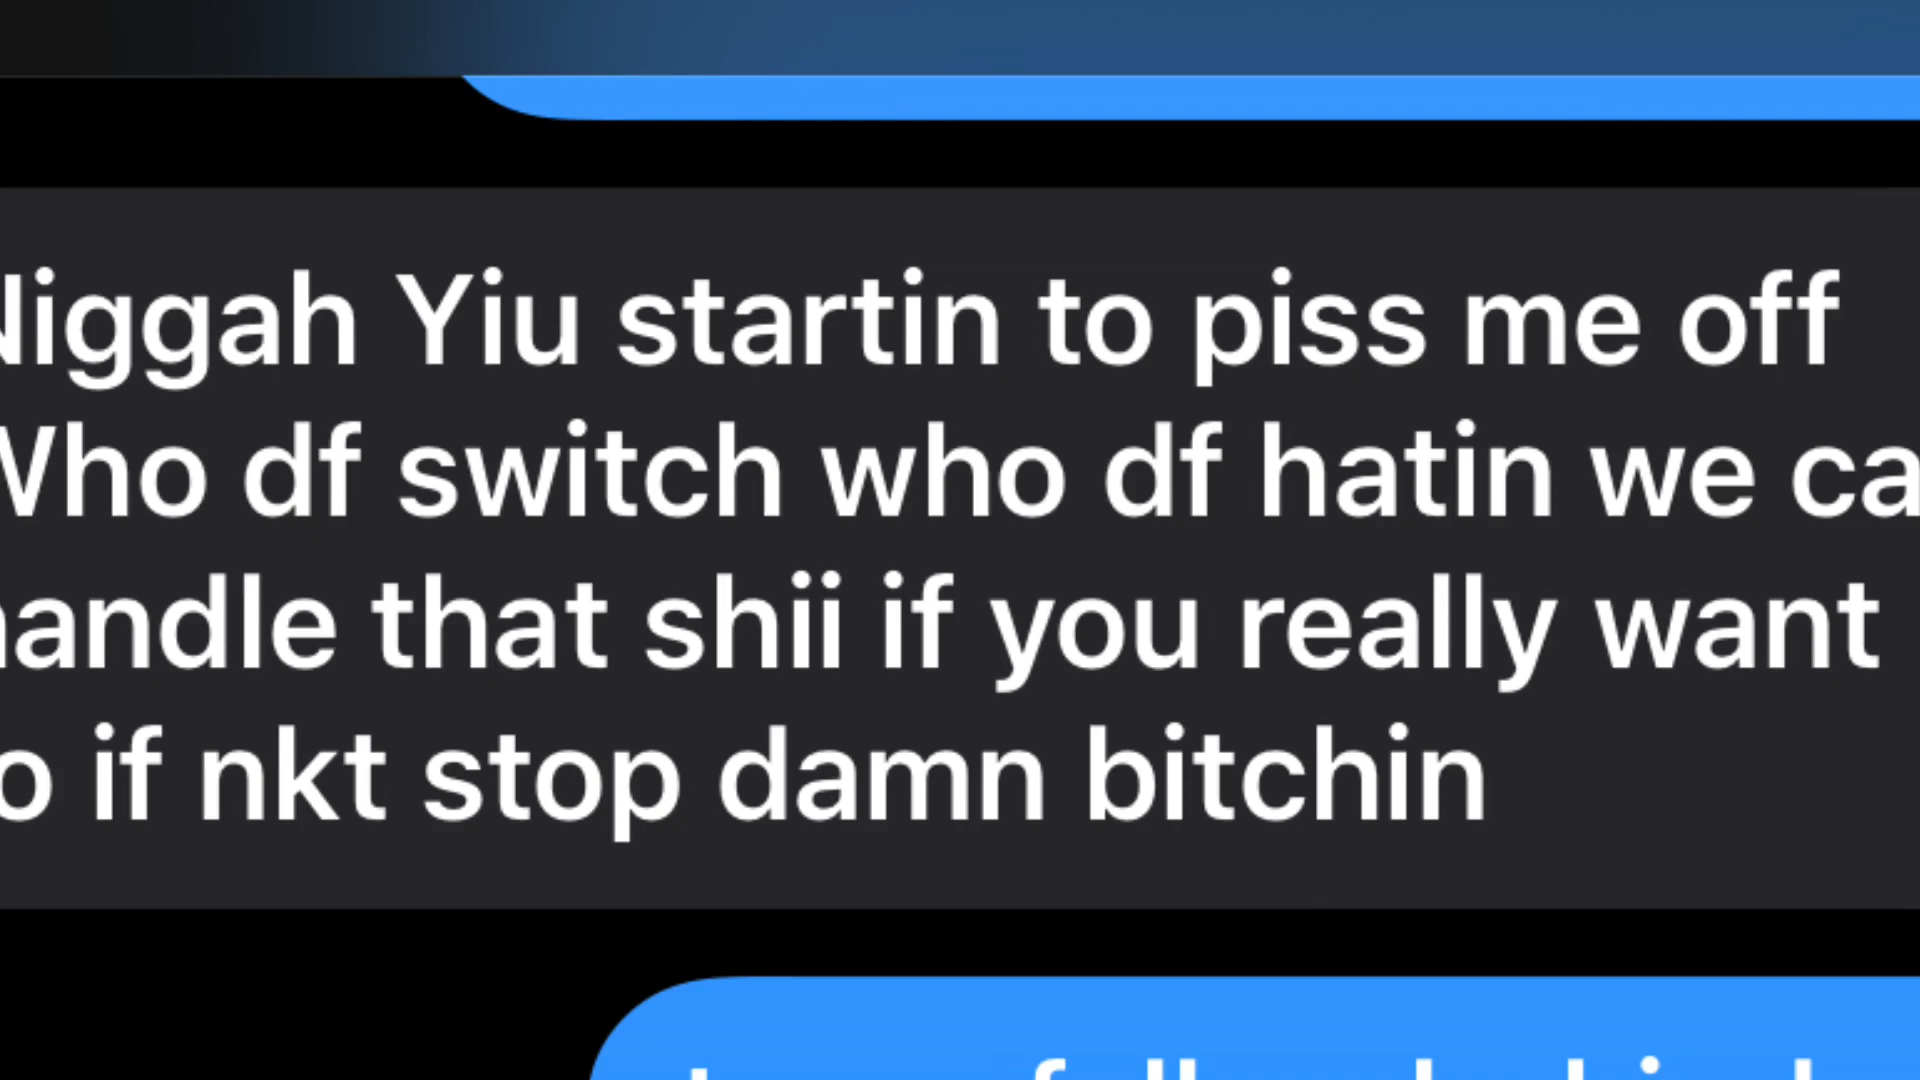 Niggah Yiu startin to piss me off
Who df switch who df hatin we ca
handle that shii if you really want
o if nkt stop damn bitchin